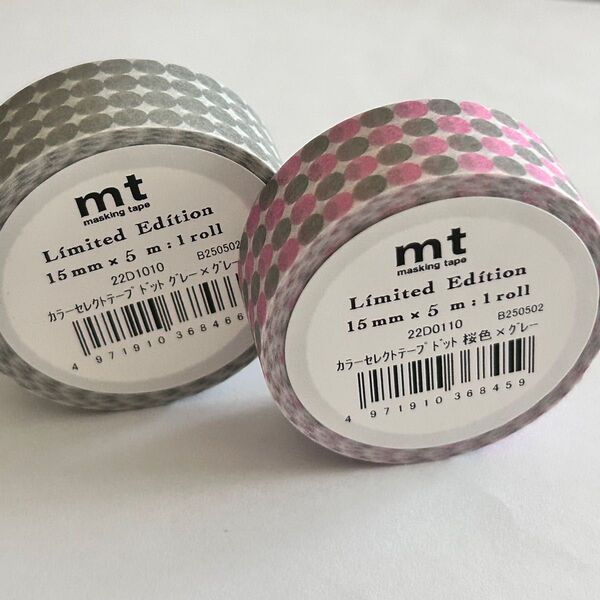 mt
masking tape
Limited Edition
15mm × 5 m : 1 roll
22D1010 B250502
カラーセレクトテープ ドット グレー×グレー
4 971910 368466
mt
masking tape
Limited Edition
15mm × 5 m : 1 roll
22D0110 B250502
カラーセレクトテープ ドット 桜色×グレー
4 971910 368459